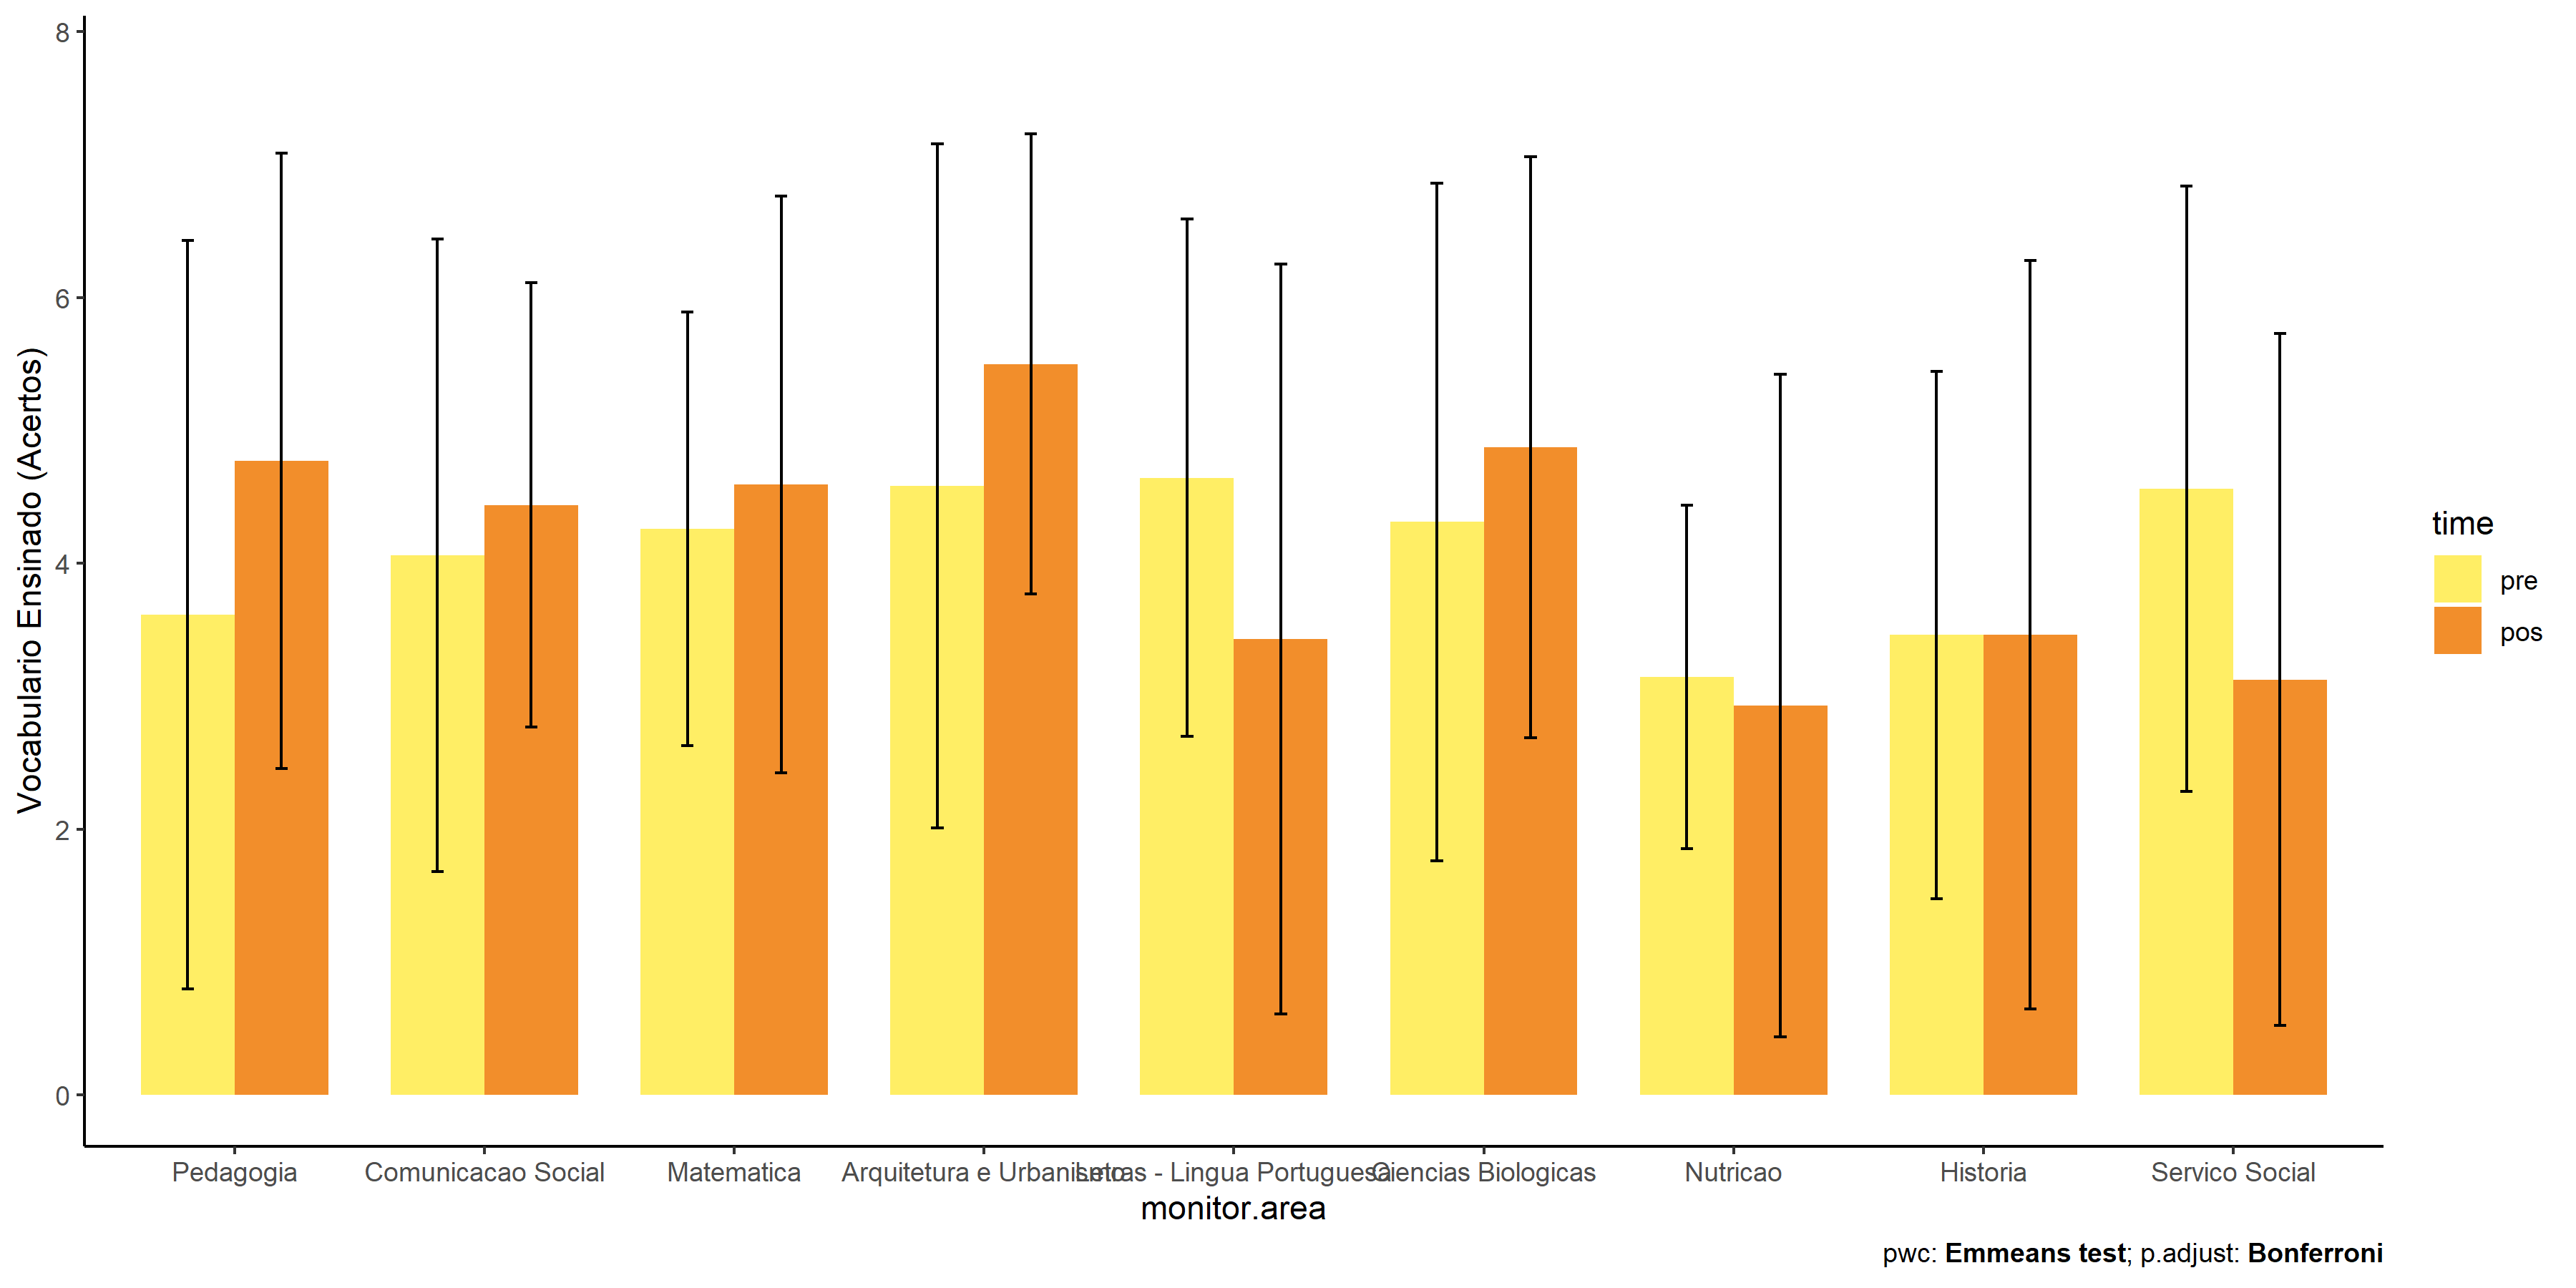 8
6
4
2
0
Vocabulario Ensinado (Acertos)
Pedagogia
Comunicacao Social
Matematica
Arquitetura e Urbanismo
Letras - Lingua Portuguesa
Ciencias Biologicas
Nutricao
Historia
Servico Social
monitor.area
time
pre
pos
pwc: Emmeans test; p.adjust: Bonferroni